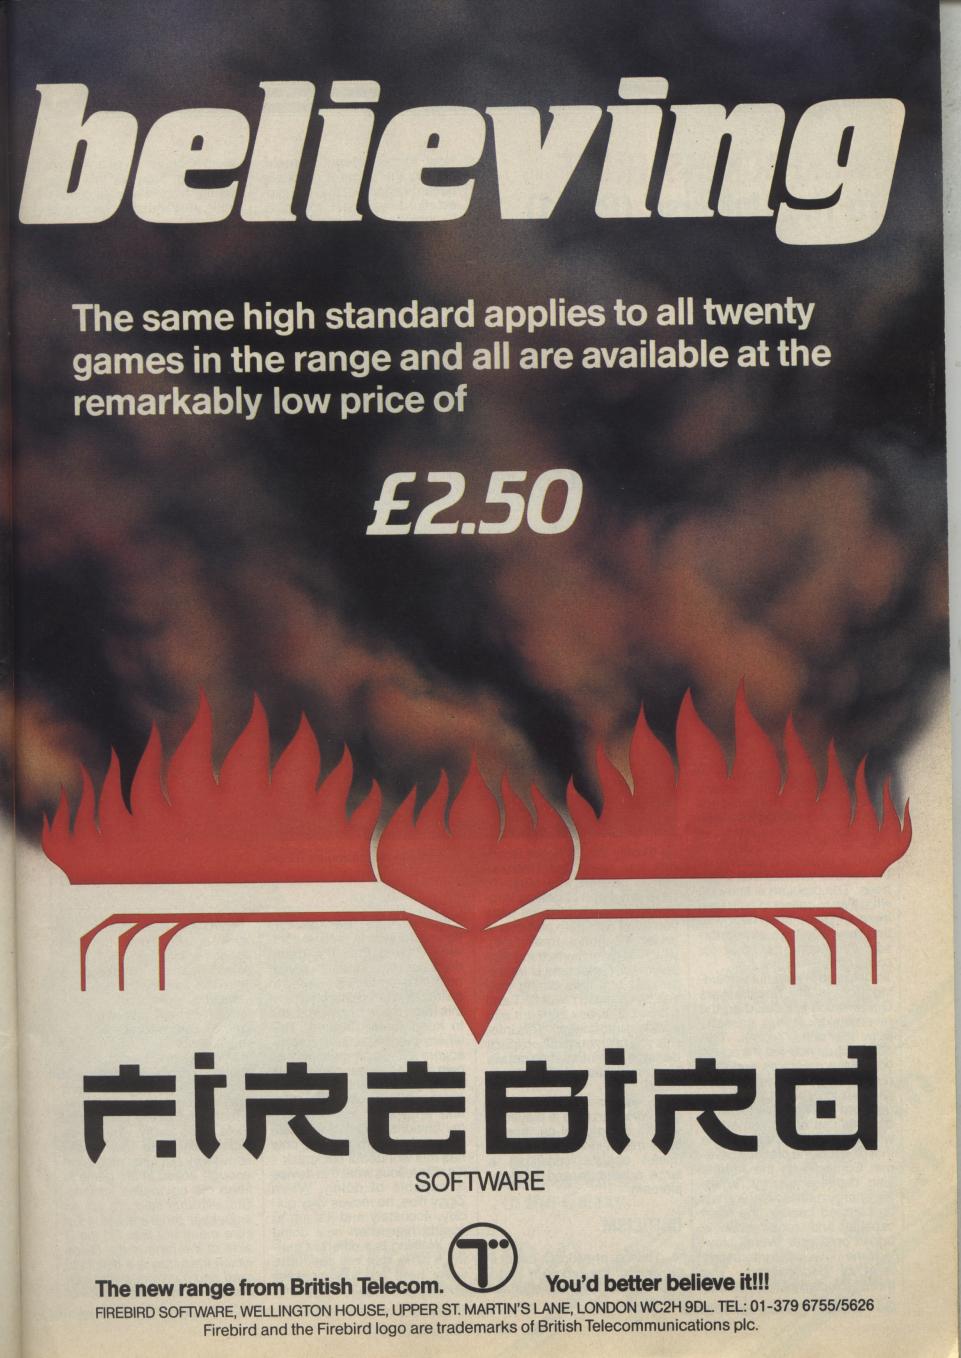 believing
The same high standard applies to all twenty
games in the range and all are available at the
remarkably low price of
£2.50
FIREBIRD
SOFTWARE
The new range from British Telecom.
T
You'd better believe it!!!
FIREBIRD SOFTWARE, WELLINGTON HOUSE, UPPER ST. MARTIN'S LANE, LONDON WC2H 9DL. TEL: 01-379 6755/5626
Firebird and the Firebird logo are trademarks of British Telecommunications plc.